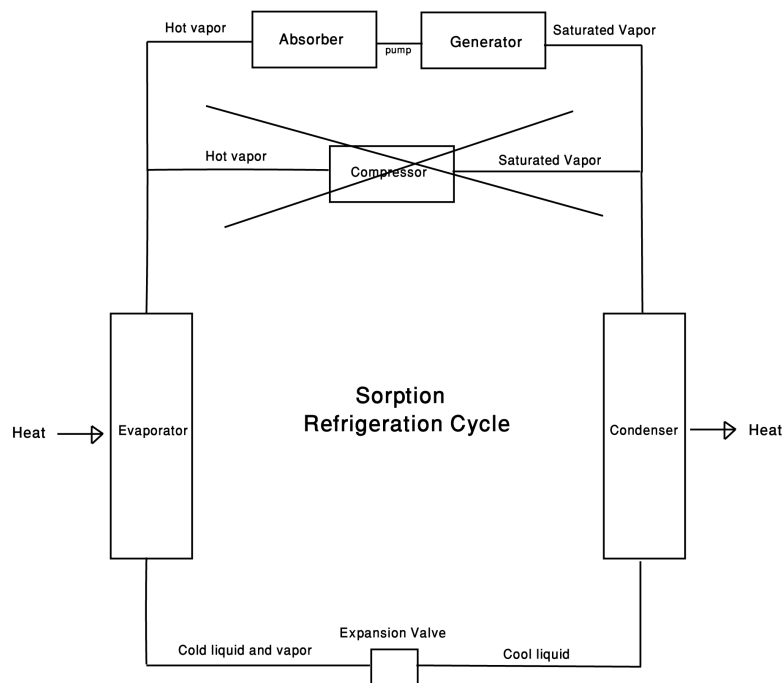 Hot vapor
Absorber
pump
Generator
Saturated Vapor
Hot vapor
Compressor
Saturated Vapor
Sorption
Refrigeration Cycle
Heat
Evaporator
Condenser
Heat
Expansion Valve
Cold liquid and vapor
Cool liquid